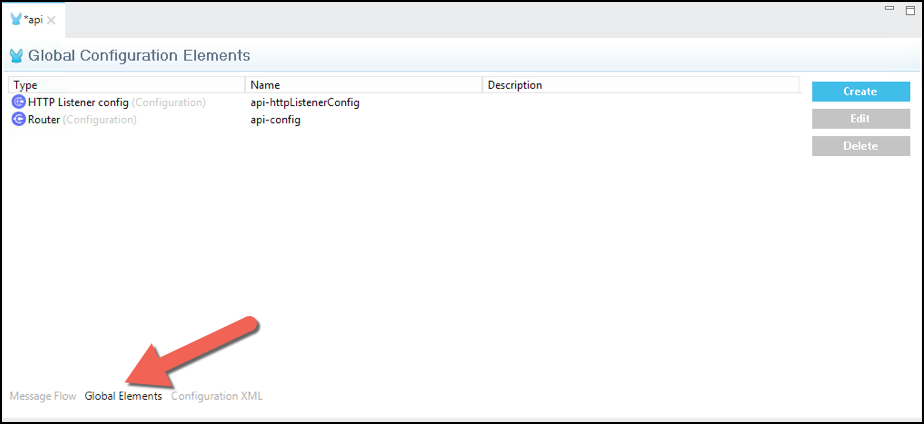 *api
Global Configuration Elements
Type Name Description
HTTP Listener config (Configuration) api-httpListenerConfig
Router (Configuration) api-config
Create
Edit
Delete
Message Flow Global Elements Configuration XML